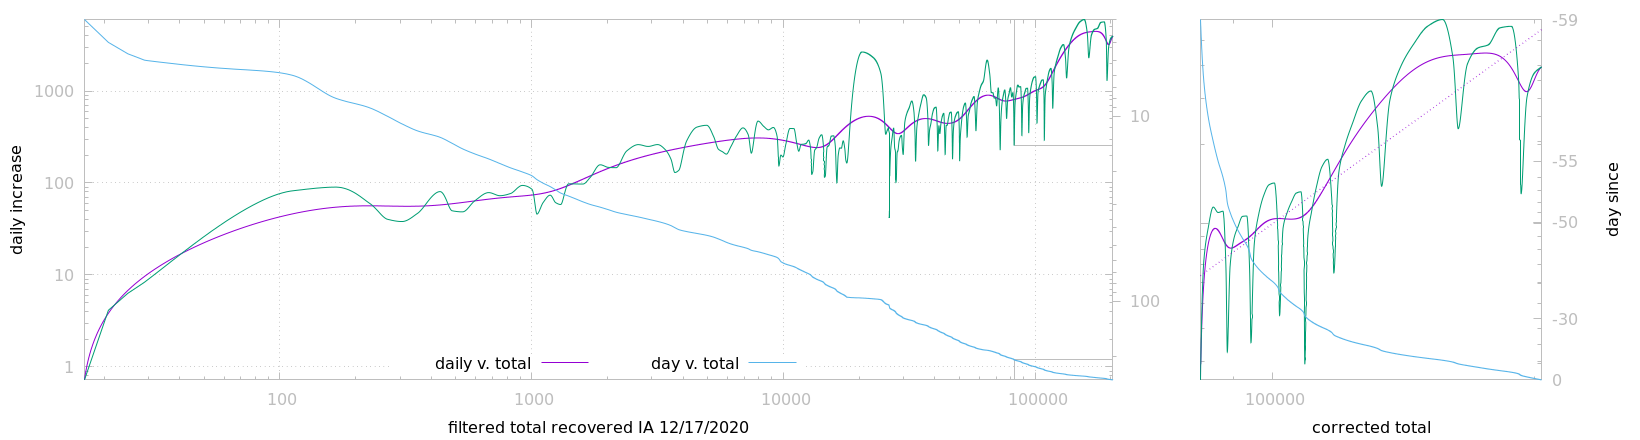 -59
1000
10
daily increase
100
-55
-50
day since
10
100
-30
1
daily v. total
day v. total
0
100
1000
10000
100000
100000
filtered total recovered IA 12/17/2020
corrected total